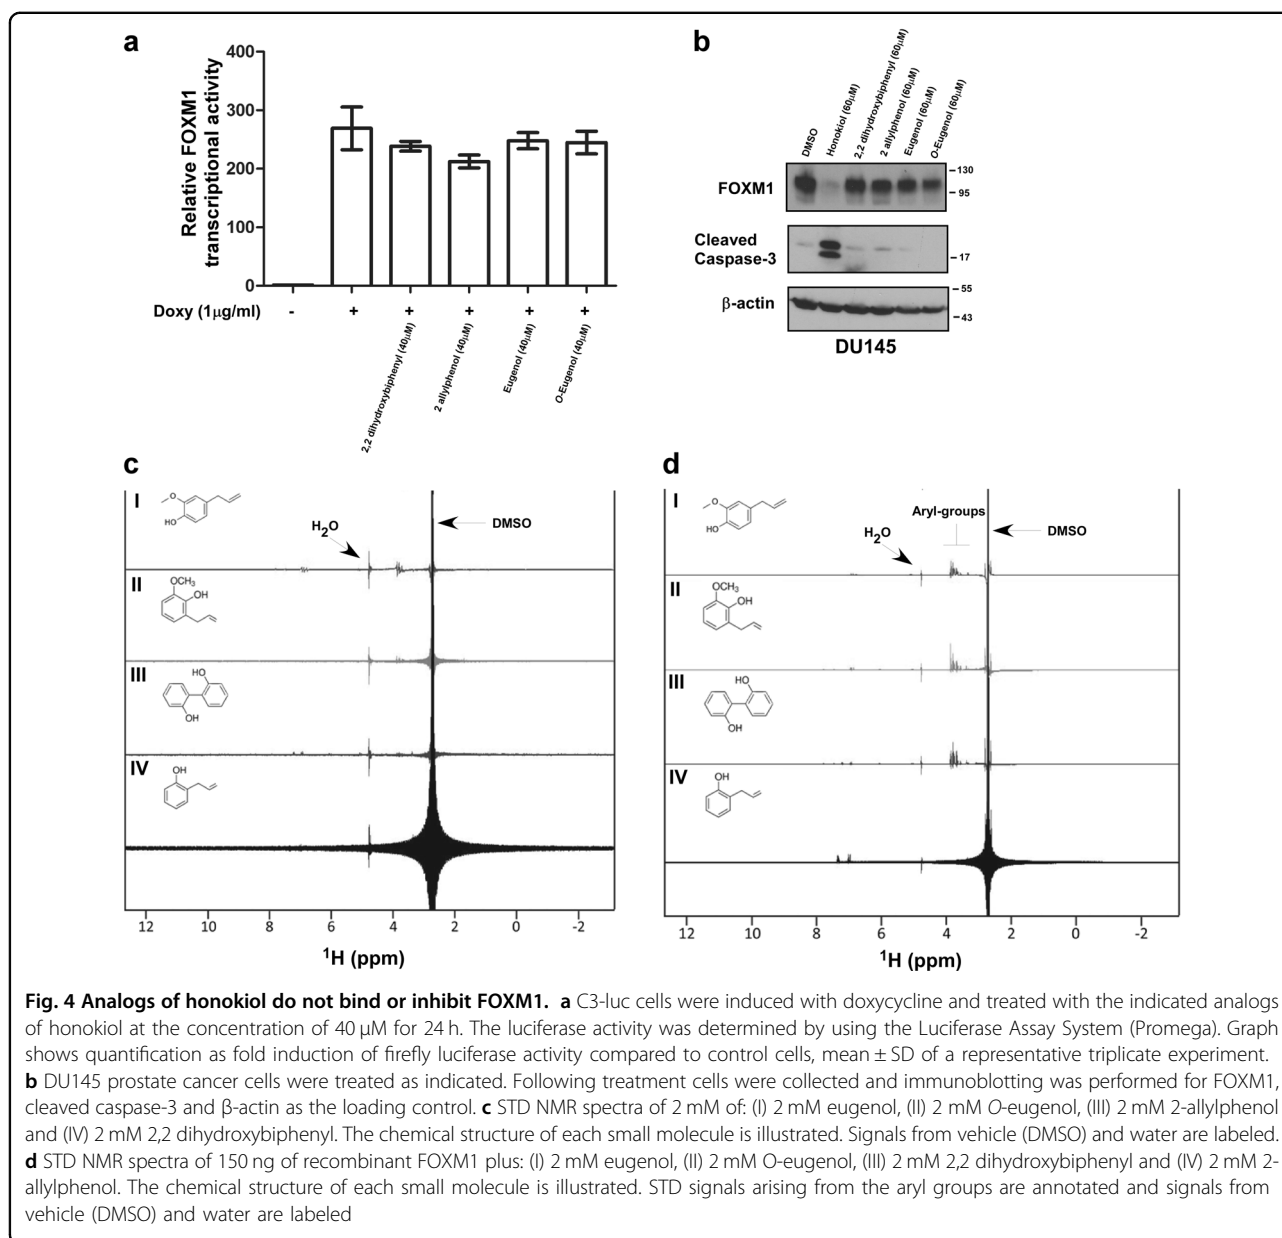 a
400
300
200
100
0
Relative FOXM1
transcriptional activity
Doxy (1μg/ml)
-
+
+
+
+
+
2,2 dihydroxybiphenyl (40μM)
2 allylphenol (40μM)
Eugenol (40μM)
O-Eugenol (40μM)
b
DMSO
Honokiol (60μM)
2,2 dihydroxybiphenyl (60μM)
2 allylphenol (60μM)
Eugenol (60μM)
O-Eugenol (60μM)
FOXM1
130
95
Cleaved
Caspase-3
17
β-actin
55
43
DU145
c
I
O
HO
H2O
DMSO
II
OCH3
OH
III
HO
OH
IV
OH
12 10 8 6 4 2 0 -2
1H (ppm)
d
I
O
HO
Aryl-groups
H2O
DMSO
II
OCH3
OH
III
HO
OH
IV
OH
12 10 8 6 4 2 0 -2
1H (ppm)
Fig. 4 Analogs of honokiol do not bind or inhibit FOXM1. a C3-luc cells were induced with doxycycline and treated with the indicated analogs
of honokiol at the concentration of 40 μM for 24 h. The luciferase activity was determined by using the Luciferase Assay System (Promega). Graph
shows quantification as fold induction of firefly luciferase activity compared to control cells, mean ± SD of a representative triplicate experiment.
b DU145 prostate cancer cells were treated as indicated. Following treatment cells were collected and immunoblotting was performed for FOXM1,
cleaved caspase-3 and β-actin as the loading control. c STD NMR spectra of 2 mM of: (I) 2 mM eugenol, (II) 2 mM O-eugenol, (III) 2 mM 2-allylphenol
and (IV) 2 mM 2,2 dihydroxybiphenyl. The chemical structure of each small molecule is illustrated. Signals from vehicle (DMSO) and water are labeled.
d STD NMR spectra of 150 ng of recombinant FOXM1 plus: (I) 2 mM eugenol, (II) 2 mM O-eugenol, (III) 2 mM 2,2 dihydroxybiphenyl and (IV) 2 mM 2-
allylphenol. The chemical structure of each small molecule is illustrated. STD signals arising from the aryl groups are annotated and signals from
vehicle (DMSO) and water are labeled